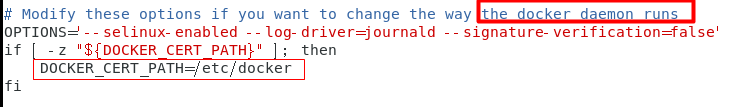 # Modify these options if you want to change the way the docker daemon runs
OPTIONS='--selinux-enabled --log-driver=journald --signature-verification=false'
if [ -z "${DOCKER_CERT_PATH}" ]; then
    DOCKER_CERT_PATH=/etc/docker
fi